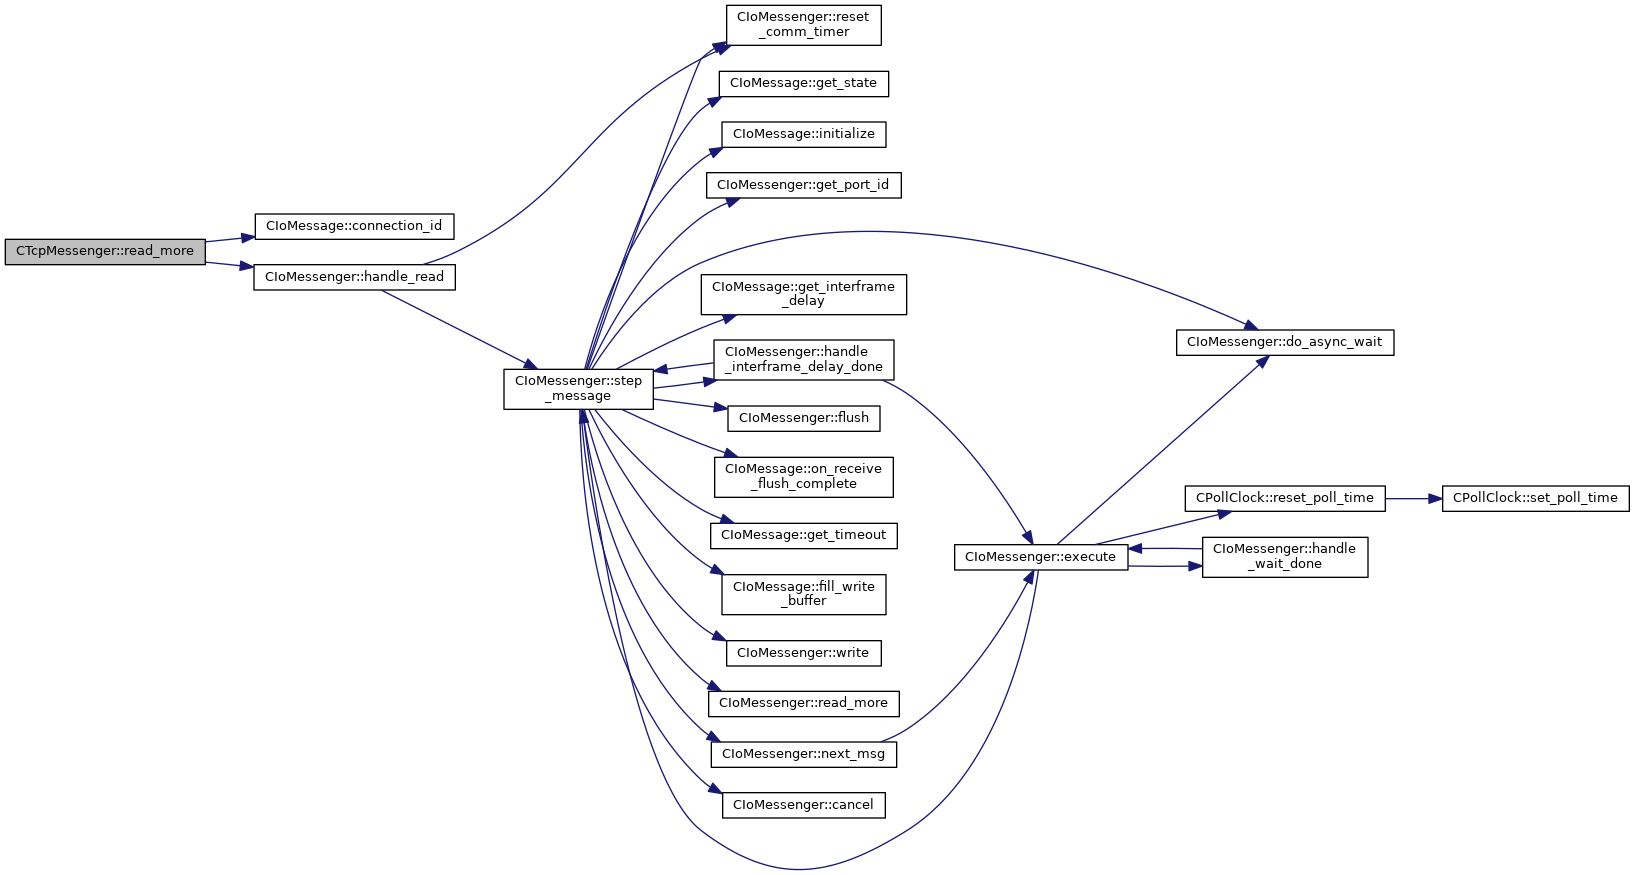 CTcpMessenger::read_more
CIoMessage::connection_id
CIoMessenger::handle_read
CIoMessenger::step
_message
CIoMessenger::reset
_comm_timer
CIoMessage::get_state
CIoMessage::initialize
CIoMessenger::get_port_id
CIoMessage::get_interframe
_delay
CIoMessenger::handle
_interframe_delay_done
CIoMessenger::flush
CIoMessage::on_receive
_flush_complete
CIoMessage::get_timeout
CIoMessage::fill_write
_buffer
CIoMessenger::write
CIoMessenger::read_more
CIoMessenger::next_msg
CIoMessenger::cancel
CIoMessenger::execute
CIoMessenger::do_async_wait
CPollClock::reset_poll_time
CIoMessenger::handle
_wait_done
CPollClock::set_poll_time